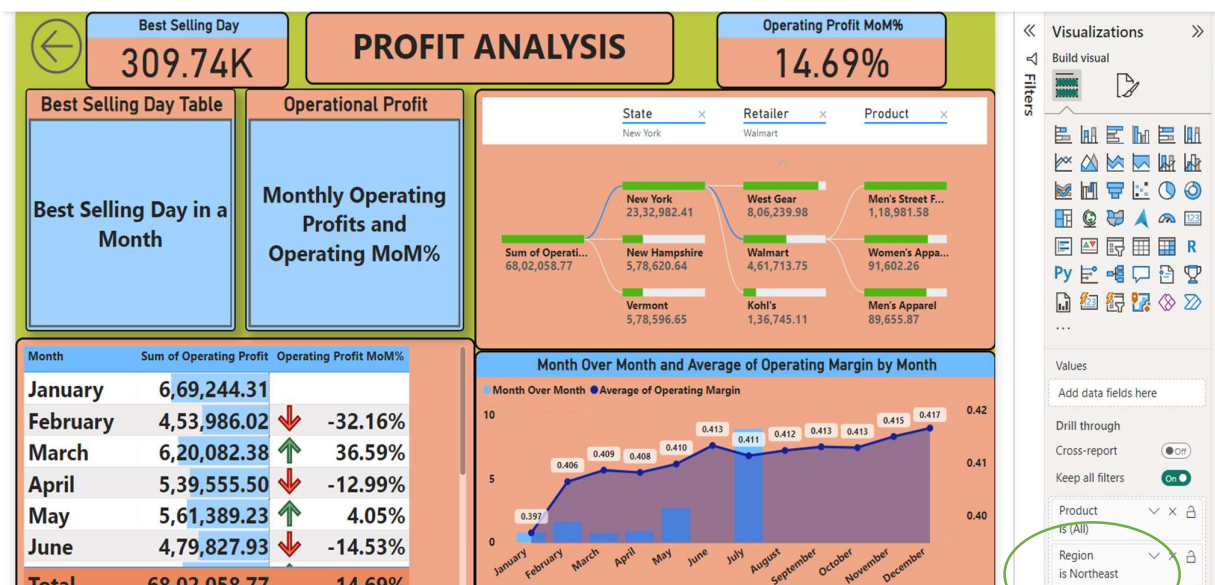 Best Selling Day
309.74K
PROFIT ANALYSIS
Operating Profit MoM%
14.69%
Best Selling Day Table
Best Selling Day in a
Month
Operational Profit
Monthly Operating
Profits and
Operating MoM%
State × Retailer × Product ×
New York Walmart
Sum of Operati...
68,02,058.77
New York
23,32,982.41
New Hampshire
5,78,620.64
Vermont
5,78,596.65
West Gear
8,06,239.98
Walmart
4,61,713.75
Kohl's
1,36,745.11
Men's Street F...
1,18,981.58
Women's Appa...
91,602.26
Men's Apparel
89,655.87
Month Sum of Operating Profit Operating Profit MoM%
January 6,69,244.31
February 4,53,986.02 -32.16%
March 6,20,082.38 36.59%
April 5,39,555.50 -12.99%
May 5,61,389.23 4.05%
June 4,79,827.93 -14.53%
Total 68,02,058.77 14.69%
Month Over Month and Average of Operating Margin by Month
Month Over Month Average of Operating Margin
10
5
0
0.397
0.406
0.409
0.408
0.410
0.413
0.411
0.412
0.413
0.413
0.415
0.417
0.42
0.41
0.40
January
February
March
April
May
June
July
August
September
October
November
December
Filters
Visualizations
Build visual
123
R
Py
123
...
Values
Add data fields here
Drill through
Cross-report Off
Keep all filters On
Product
is (All)
Region
is Northeast